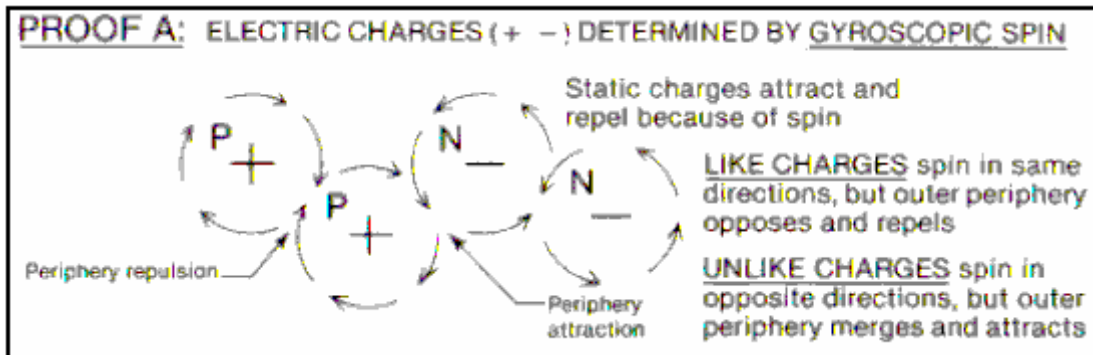 PROOF A: ELECTRIC CHARGES (+ −) DETERMINED BY GYROSCOPIC SPIN
Static charges attract and
repel because of spin
P
+
N
−
P
+
N
−
LIKE CHARGES spin in same
directions, but outer periphery
opposes and repels
Periphery repulsion
Periphery
attraction
UNLIKE CHARGES spin in
opposite directions, but outer
periphery merges and attracts